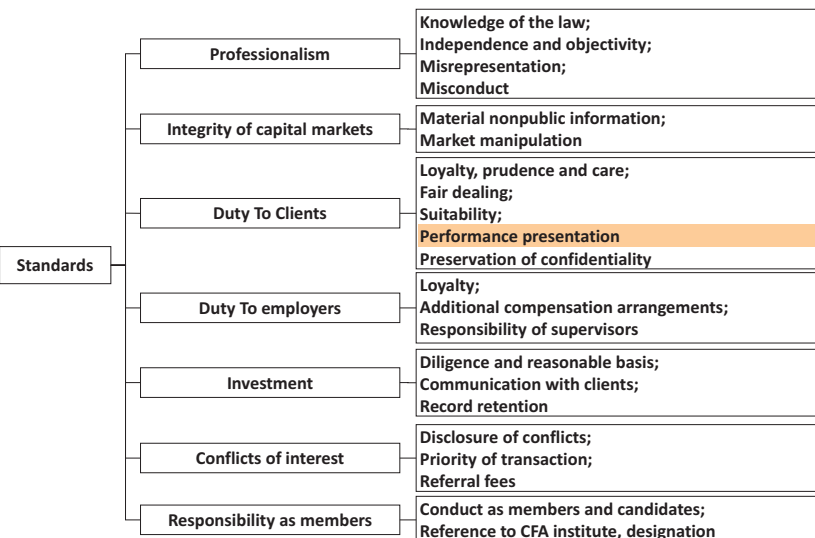 Standards
Professionalism
Knowledge of the law;
Independence and objectivity;
Misrepresentation;
Misconduct
Integrity of capital markets
Material nonpublic information;
Market manipulation
Duty To Clients
Loyalty, prudence and care;
Fair dealing;
Suitability;
Performance presentation
Preservation of confidentiality
Duty To employers
Loyalty;
Additional compensation arrangements;
Responsibility of supervisors
Investment
Diligence and reasonable basis;
Communication with clients;
Record retention
Conflicts of interest
Disclosure of conflicts;
Priority of transaction;
Referral fees
Responsibility as members
Conduct as members and candidates;
Reference to CFA institute, designation